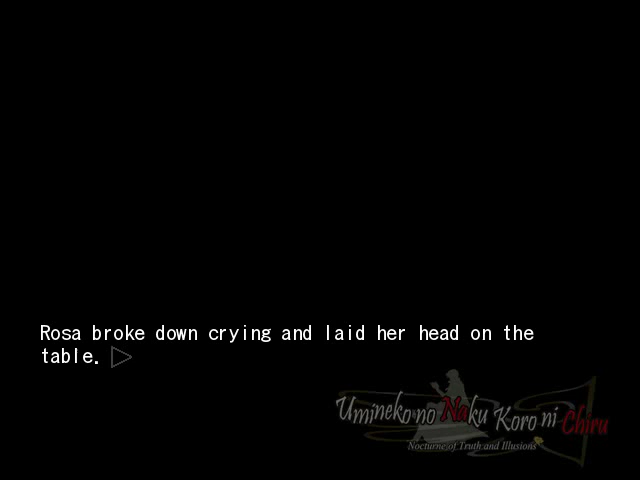 Rosa broke down crying and laid her head on the
table.
Umineko no Naku Koro ni Chiru
Nocturne of Truth and Illusions